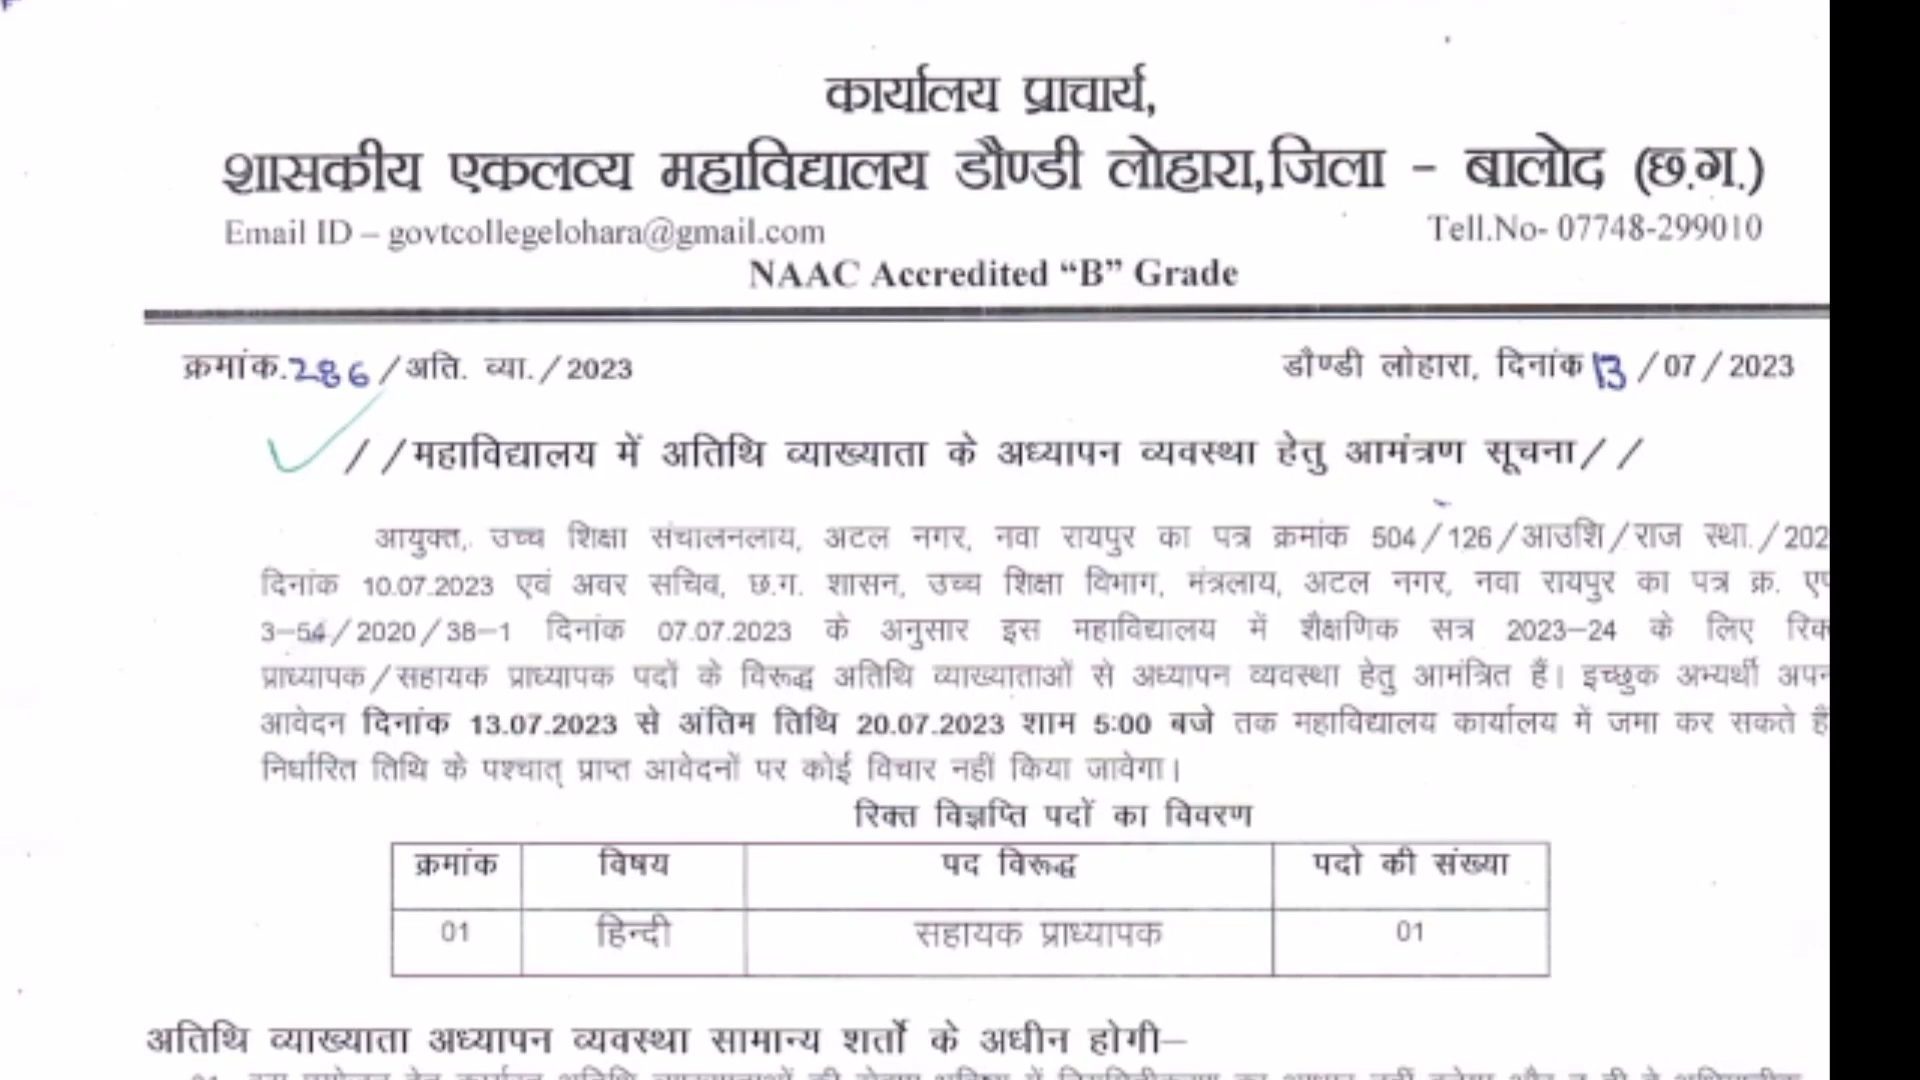 कार्यालय प्राचार्य,
शासकीय एकलव्य महाविद्यालय डौण्डी लोहारा,जिला - बालोद (छ.ग.)
Email ID – govtcollegelohara@gmail.com Tell.No- 07748-299010
NAAC Accredited “B” Grade
क्रमांक.286/अति. व्या./2023 डौण्डी लोहारा, दिनांक 13/07/2023
//महाविद्यालय में अतिथि व्याख्याता के अध्यापन व्यवस्था हेतु आमंत्रण सूचना//
आयुक्त, उच्च शिक्षा संचालनलाय, अटल नगर, नवा रायपुर का पत्र क्रमांक 504/126/आउशि/राज स्था./202
दिनांक 10.07.2023 एवं अवर सचिव, छ.ग. शासन, उच्च शिक्षा विभाग, मंत्रलाय, अटल नगर, नवा रायपुर का पत्र क्र.
3–54/2020/38–1 दिनांक 07.07.2023 के अनुसार इस महाविद्यालय में शैक्षणिक सत्र 2023–24 के लिए
प्राध्यापक/सहायक प्राध्यापक पदों के विरूद्ध अतिथि व्याख्याताओं से अध्यापन व्यवस्था हेतु आमंत्रित हैं। इच्छुक अभ्यर्थी
आवेदन दिनांक 13.07.2023 से अंतिम तिथि 20.07.2023 शाम 5:00 बजे तक महाविद्यालय कार्यालय में जमा कर सकते
निर्धारित तिथि के पश्चात् प्राप्त आवेदनों पर कोई विचार नहीं किया जावेगा।
रिक्त विज्ञप्ति पदों का विवरण
क्रमांक विषय पद विरूद्ध पदो की संख्या
01 हिन्दी सहायक प्राध्यापक 01
अतिथि व्याख्याता अध्यापन व्यवस्था सामान्य शर्तो के अधीन होगी–